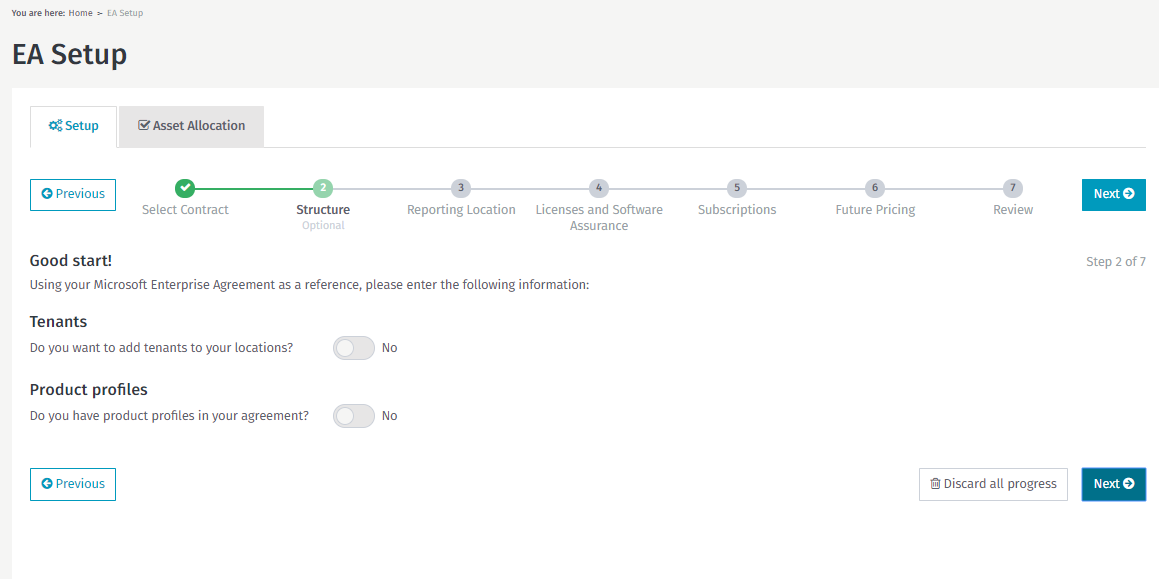 You are here: Home > EA Setup
EA Setup
Setup
Asset Allocation
Previous
2
3
4
5
6
7
Next
Select Contract
Structure
Optional
Reporting Location
Licenses and Software
Assurance
Subscriptions
Future Pricing
Review
Good start!
Step 2 of 7
Using your Microsoft Enterprise Agreement as a reference, please enter the following information:
Tenants
Do you want to add tenants to your locations?
No
Product profiles
Do you have product profiles in your agreement?
No
Previous
Discard all progress
Next